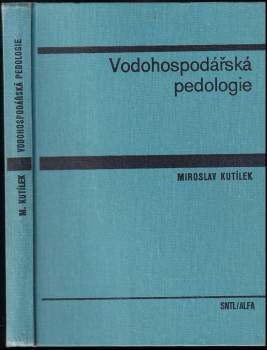 M. KUTÍLEK VODOHOSPODÁŘSKÁ PEDOLOGIE
Vodohospodářská
pedologie
MIROSLAV KUTÍLEK
SNTL/ALFA